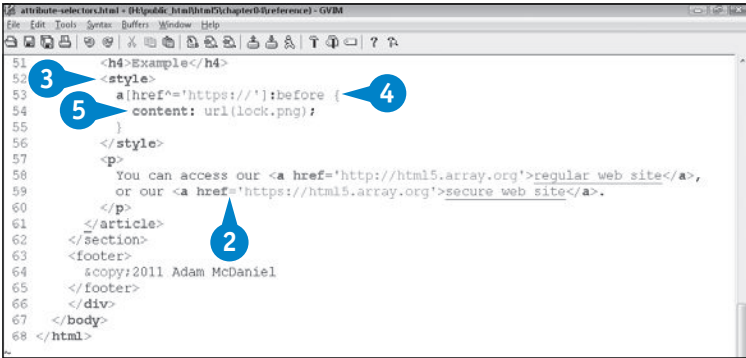 attribute-selectors.html + (H:\public_html\html5\chapter04\reference) - GVIM
File Edit Tools Syntax Buffers Window Help
51 <h4>Example</h4>
3
52 <style>
53 a[href^='https://']:before {
4
5
54 content: url(lock.png);
55 }
56 </style>
57 <p>
58 You can access our <a href='http://html5.array.org'>regular web site</a>,
59 or our <a href='https://html5.array.org'>secure web site</a>.
60 </p>
61 </article>
2
62 </section>
63 <footer>
64 &copy;2011 Adam McDaniel
65 </footer>
66 </div>
67 </body>
68 </html>
~